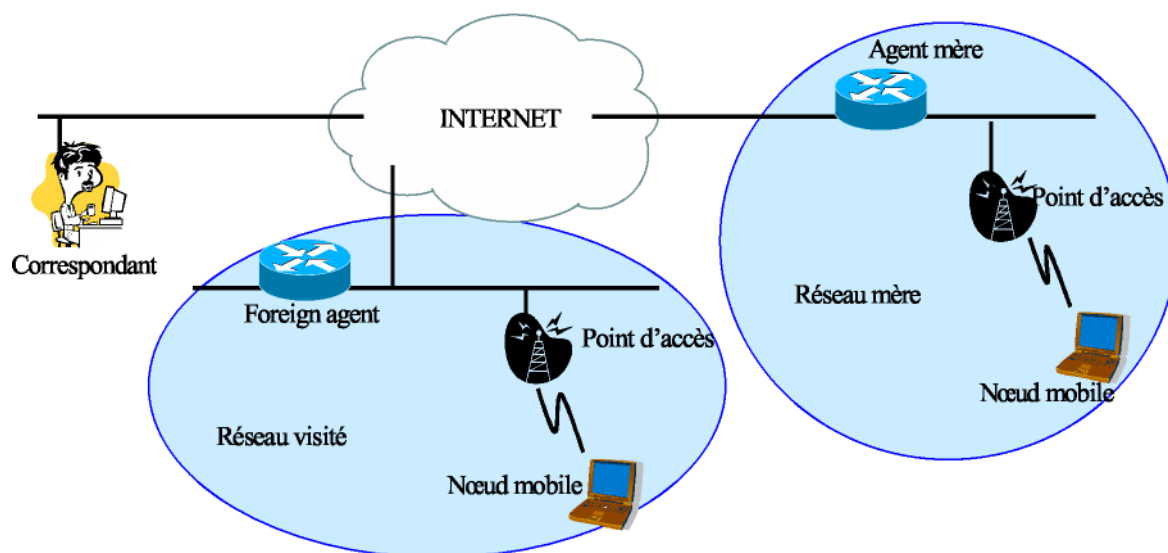 Agent mère
INTERNET
Point d'accès
Correspondant
Réseau mère
Foreign agent
Point d'accès
Nœud mobile
Réseau visité
Nœud mobile